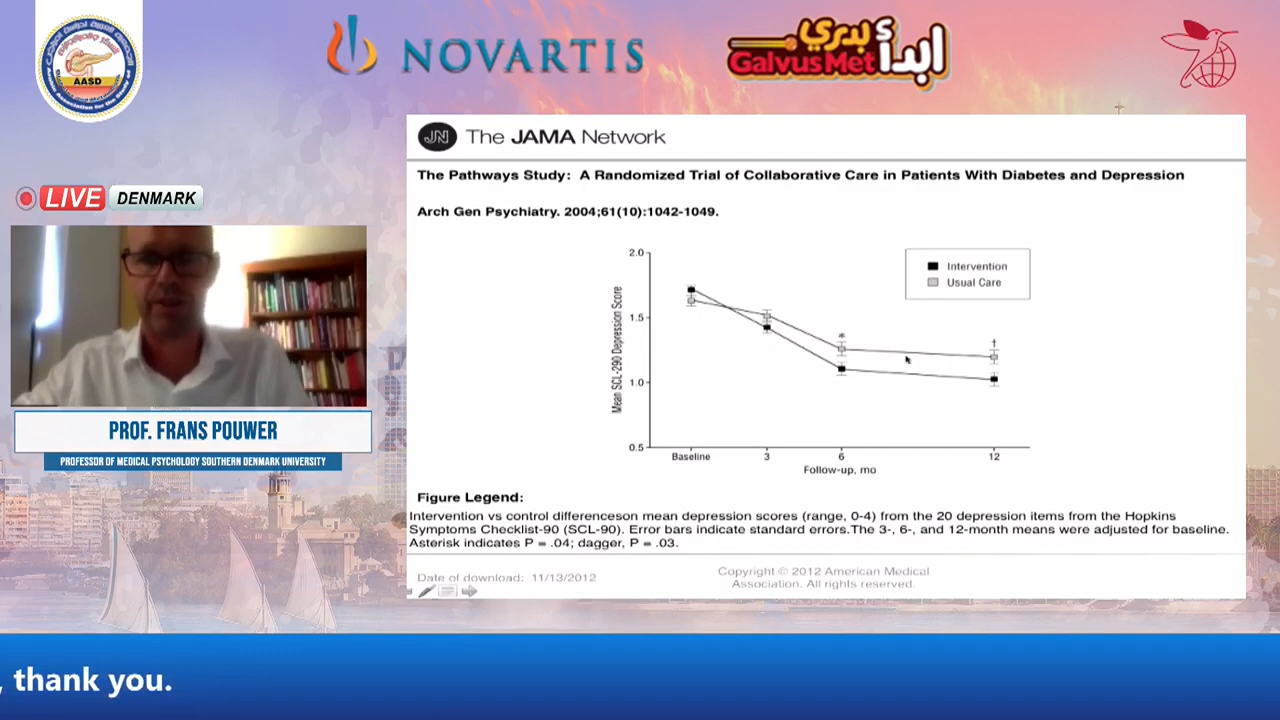 AASD
NOVARTIS
ابدأ بدري
GalvusMet
LIVE
DENMARK
PROF. FRANS POUWER
PROFESSOR OF MEDICAL PSYCHOLOGY SOUTHERN DENMARK UNIVERSITY
JN The JAMA Network
The Pathways Study: A Randomized Trial of Collaborative Care in Patients With Diabetes and Depression
Arch Gen Psychiatry. 2004;61(10):1042-1049.
Mean SCL-290 Depression Score
2.0
1.5
1.0
0.5
Intervention
Usual Care
*
†
Baseline 3 6 12
Follow-up, mo
Figure Legend:
Intervention vs control differenceson mean depression scores (range, 0-4) from the 20 depression items from the Hopkins
Symptoms Checklist-90 (SCL-90). Error bars indicate standard errors.The 3-, 6-, and 12-month means were adjusted for baseline.
Asterisk indicates P = .04; dagger, P = .03.
Date of download: 11/13/2012
Copyright © 2012 American Medical
Association. All rights reserved.
, thank you.